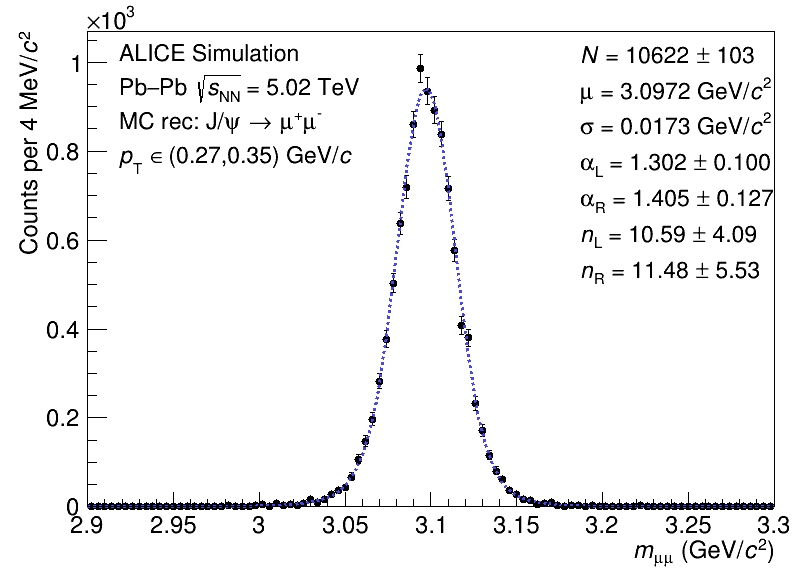 ×10³
Counts per 4 MeV/c²
ALICE Simulation
Pb–Pb √sNN = 5.02 TeV
MC rec: J/ψ → μ⁺μ⁻
pT ∈ (0.27,0.35) GeV/c
N = 10622 ± 103
μ = 3.0972 GeV/c²
σ = 0.0173 GeV/c²
αL = 1.302 ± 0.100
αR = 1.405 ± 0.127
nL = 10.59 ± 4.09
nR = 11.48 ± 5.53
1
0.8
0.6
0.4
0.2
0
2.9 2.95 3 3.05 3.1 3.15 3.2 3.25 3.3
mμμ (GeV/c²)